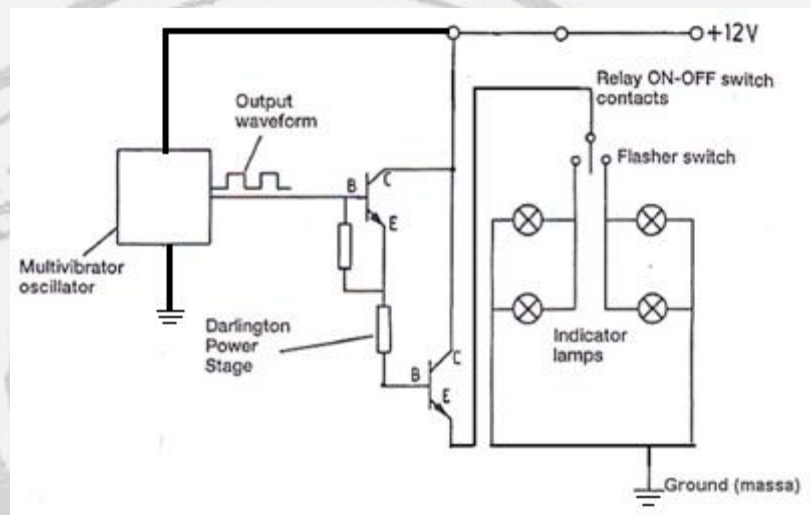 +12V
Relay ON-OFF switch
contacts
Output
waveform
Flasher switch
B
C
E
Multivibrator
oscillator
Darlington
Power
Stage
Indicator
lamps
C
B
E
Ground (massa)